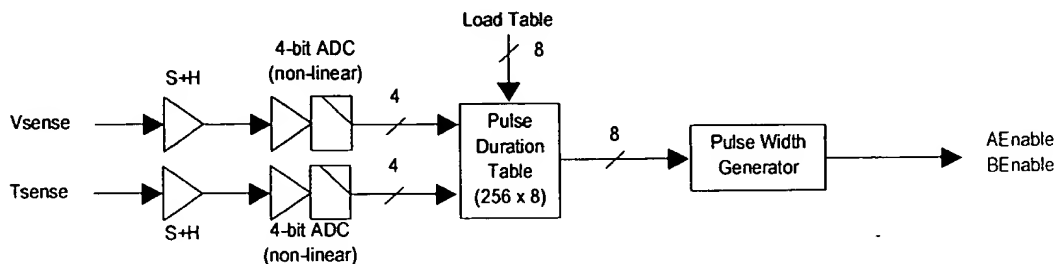 Load Table
8
4-bit ADC
(non-linear)
S+H
4
Vsense
Pulse
Duration
Table
(256 x 8)
8
Pulse Width
Generator
AEnable
BEnable
Tsense
4
S+H
4-bit ADC
(non-linear)